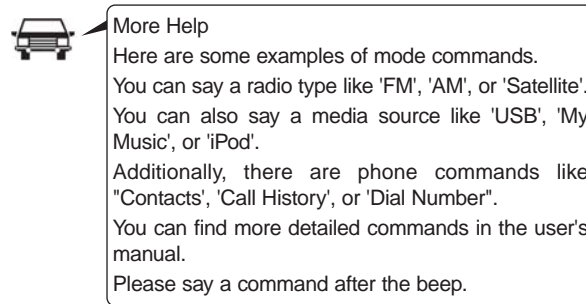 More Help
Here are some examples of mode commands.
You can say a radio type like 'FM', 'AM', or 'Satellite'.
You can also say a media source like 'USB', 'My
Music', or 'iPod'.
Additionally, there are phone commands like
"Contacts', 'Call History', or 'Dial Number".
You can find more detailed commands in the user's
manual.
Please say a command after the beep.